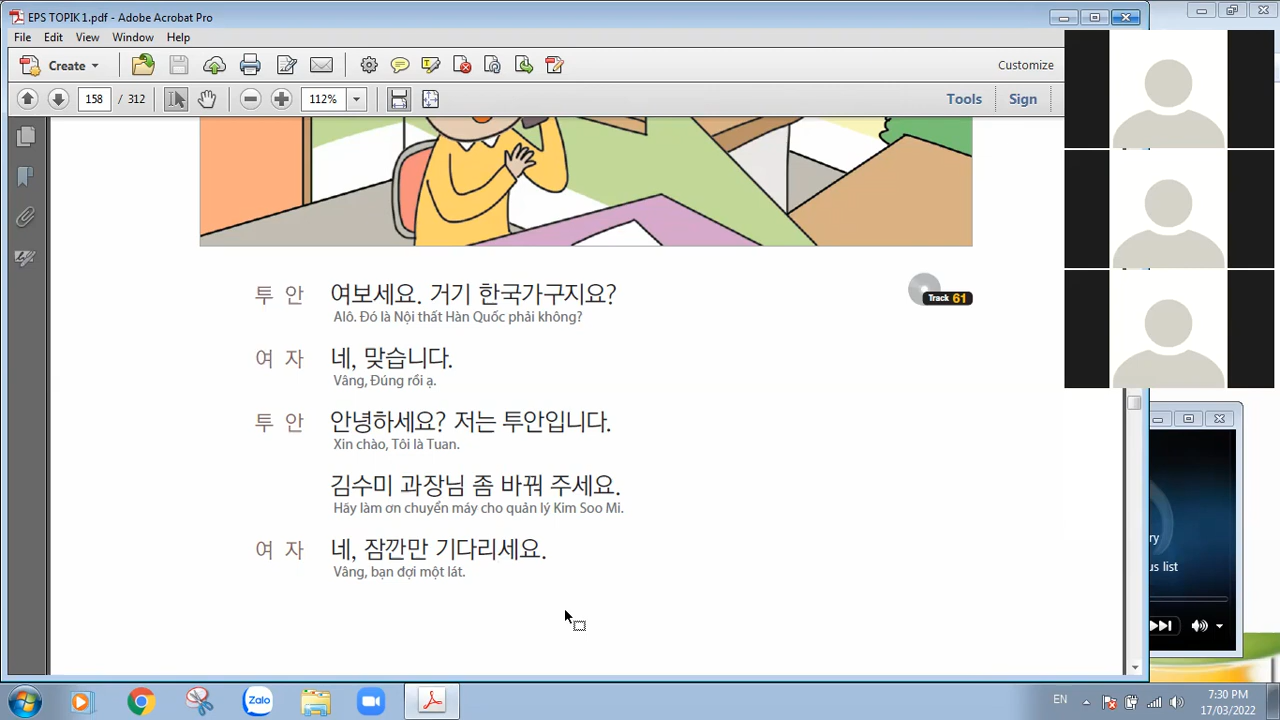 EPS TOPIK 1.pdf - Adobe Acrobat Pro
File Edit View Window Help
Create
Customize
158 / 312
112%
Tools Sign
투 안 여보세요. 거기 한국가구지요?
Alô. Đó là Nội thất Hàn Quốc phải không?
Track 61
여 자 네, 맞습니다.
Vâng, Đúng rồi ạ.
투 안 안녕하세요? 저는 투안입니다.
Xin chào, Tôi là Tuan.
김수미 과장님 좀 바꿔 주세요.
Hãy làm ơn chuyển máy cho quản lý Kim Soo Mi.
여 자 네, 잠깐만 기다리세요.
Vâng, bạn đợi một lát.
ry
us list
Zalo
EN
7:30 PM
17/03/2022